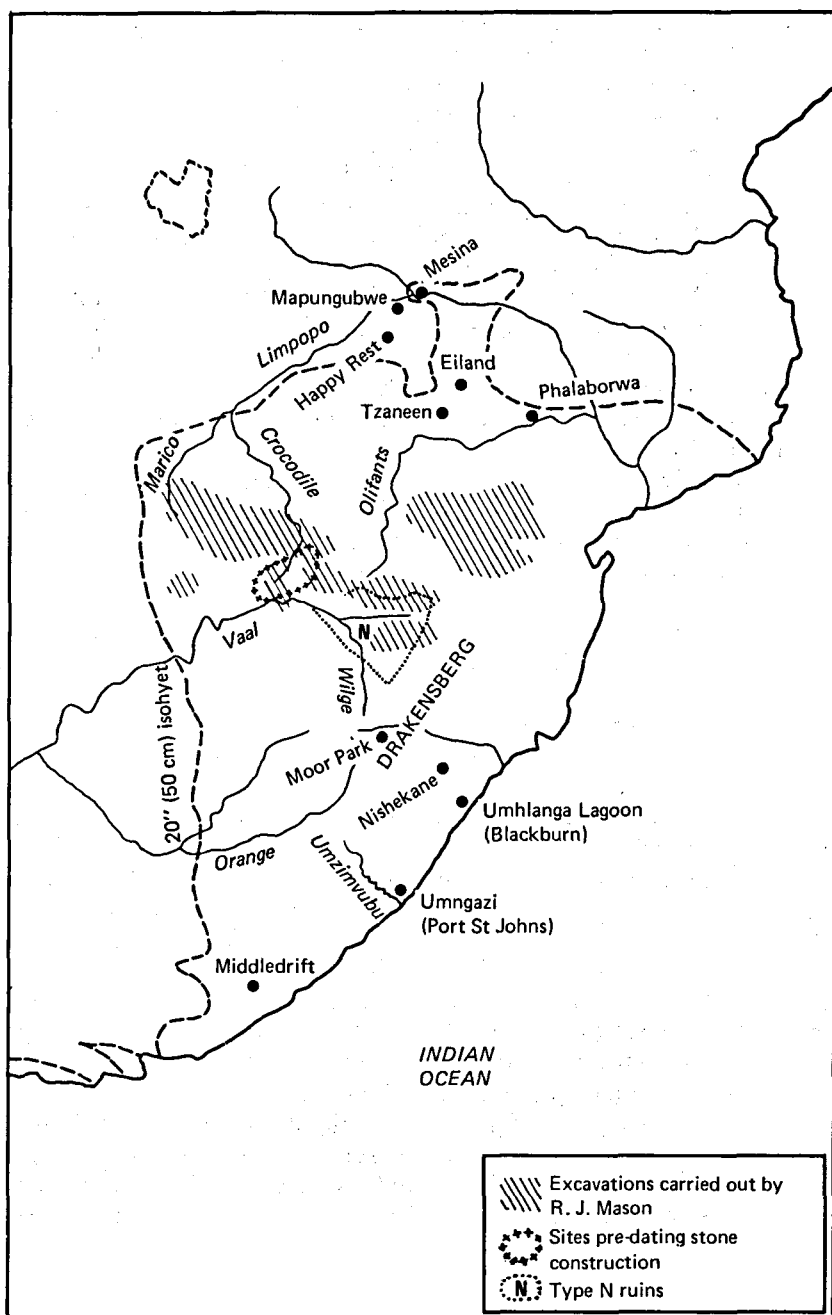 Mesina
Mapungubwe
Limpopo
Happy Rest
Eiland
Phalaborwa
Tzaneen
Marico
Crocodile
Olifants
Vaal
N
Wilge
DRAKENSBERG
20" (50 cm) isohyet
Moor Park
Nishekane
Umhlanga Lagoon
(Blackburn)
Orange
Umzimvubu
Umngazi
(Port St Johns)
Middledrift
INDIAN
OCEAN
Excavations carried out by
R. J. Mason
Sites pre-dating stone
construction
N Type N ruins